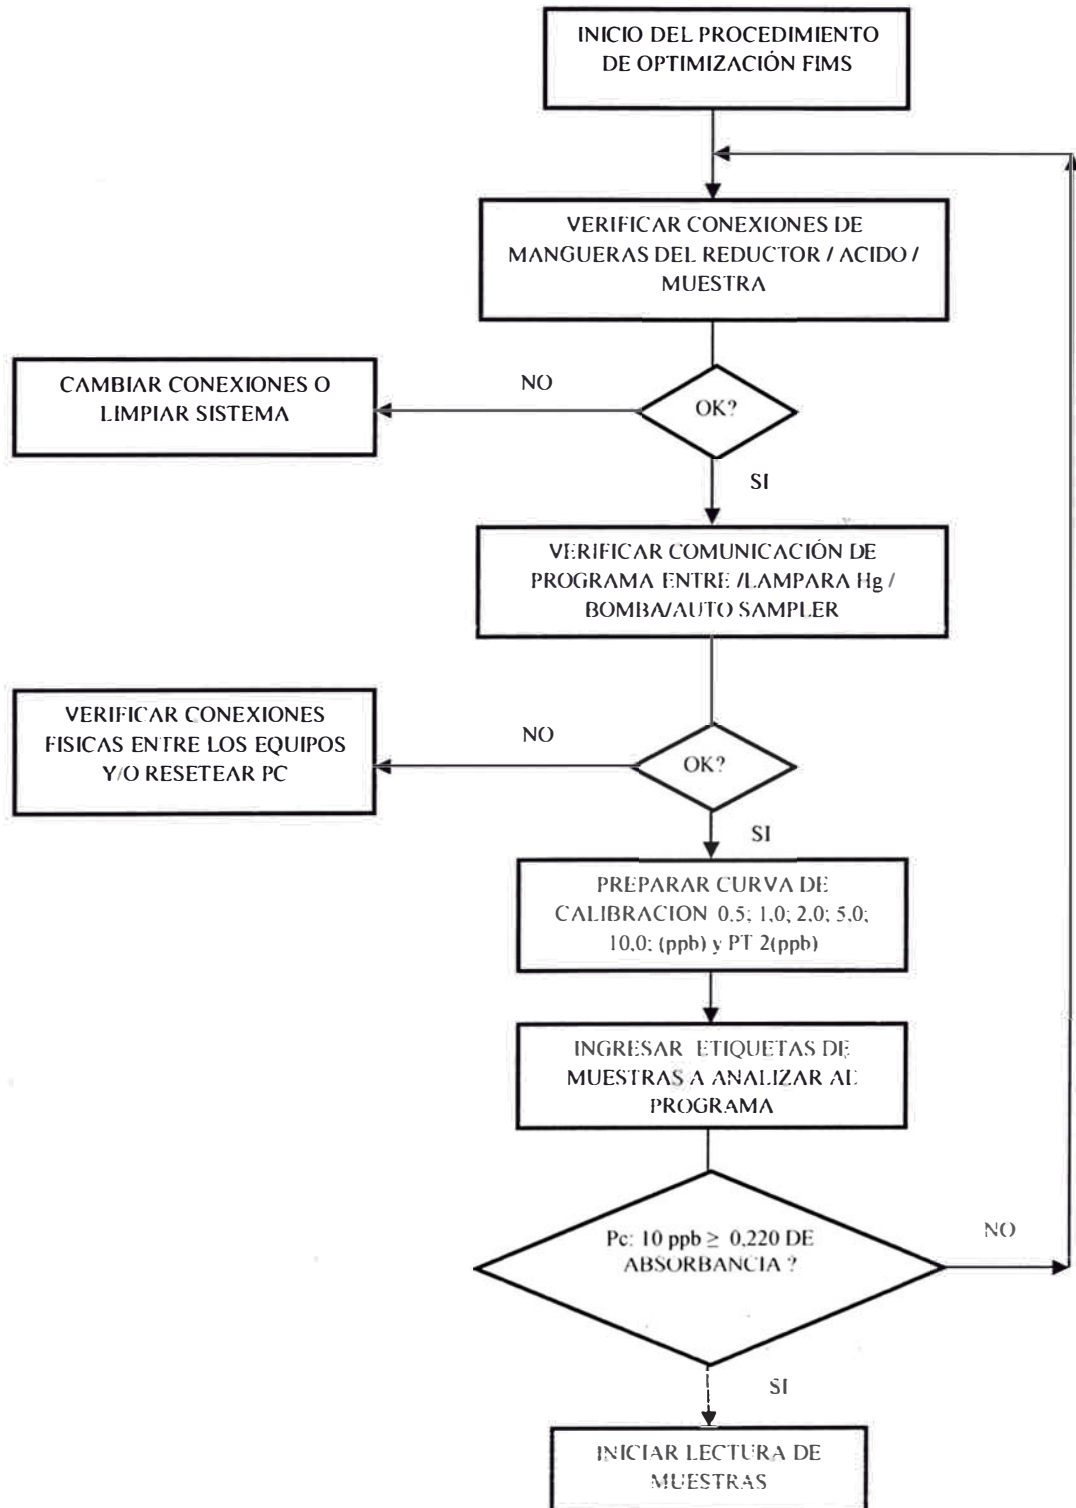 INICIO DEL PROCEDIMIENTO
DE OPTIMIZACIÓN FIMS
VERIFICAR CONEXIONES DE
MANGUERAS DEL REDUCTOR / ACIDO /
MUESTRA
CAMBIAR CONEXIONES O
LIMPIAR SISTEMA
NO
OK?
SI
VERIFICAR COMUNICACIÓN DE
PROGRAMA ENTRE /LAMPARA Hg /
BOMBA/AUTO SAMPLER
VERIFICAR CONEXIONES
FISICAS ENTRE LOS EQUIPOS
Y/O RESETEAR PC
NO
OK?
SI
PREPARAR CURVA DE
CALIBRACION 0,5; 1,0; 2,0; 5,0;
10,0; (ppb) y PT 2(ppb)
INGRESAR ETIQUETAS DE
MUESTRAS A ANALIZAR AL
PROGRAMA
Pc: 10 ppb ≥ 0,220 DE
ABSORBANCIA ?
NO
SI
INICIAR LECTURA DE
MUESTRAS